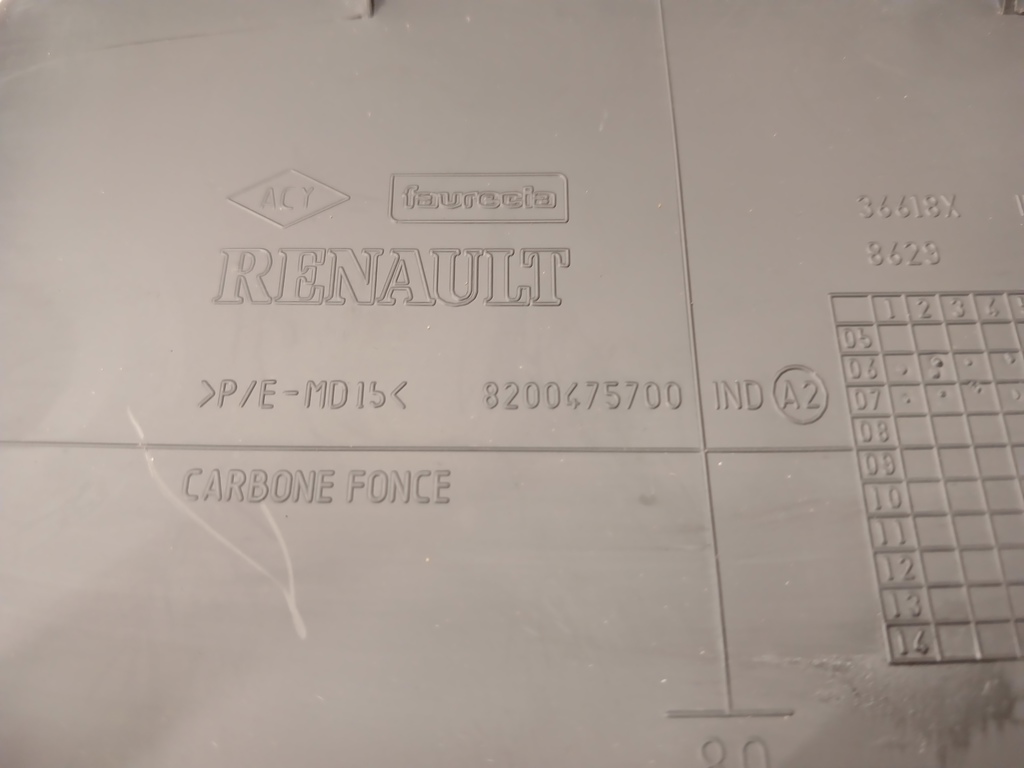 ACY faurecia
RENAULT
36618X
8629
>P/E-MD15< 8200475700 IND A2
CARBONE FONCE
1 2 3 4
05
06
07
08
09
10
11
12
13
14